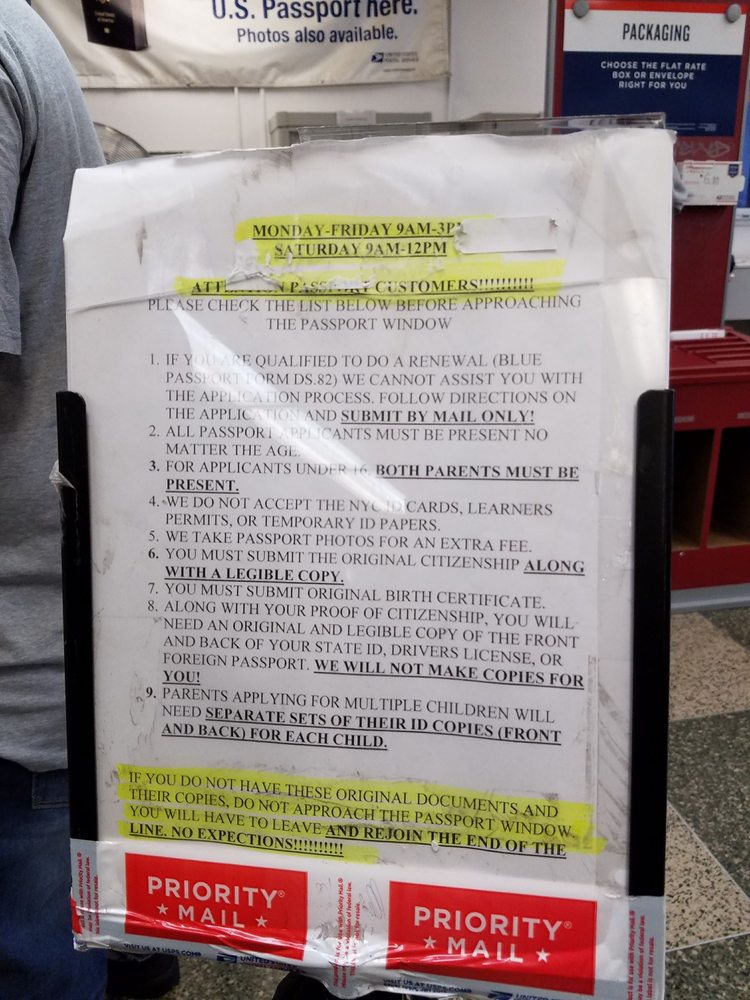 U.S. Passport here.
Photos also available.
PACKAGING
CHOOSE THE FLAT RATE
BOX OR ENVELOPE
RIGHT FOR YOU
MONDAY-FRIDAY 9AM-3P
SATURDAY 9AM-12PM
ATTENTION PASSPORT CUSTOMERS!!!!!!!!!!
PLEASE CHECK THE LIST BELOW BEFORE APPROACHING
THE PASSPORT WINDOW
1. IF YOU ARE QUALIFIED TO DO A RENEWAL (BLUE
PASSPORT FORM DS.82) WE CANNOT ASSIST YOU WITH
THE APPLICATION PROCESS. FOLLOW DIRECTIONS ON
THE APPLICATION AND SUBMIT BY MAIL ONLY!
2. ALL PASSPORT APPLICANTS MUST BE PRESENT NO
MATTER THE AGE.
3. FOR APPLICANTS UNDER 16, BOTH PARENTS MUST BE
PRESENT.
4. WE DO NOT ACCEPT THE NYC ID CARDS, LEARNERS
PERMITS, OR TEMPORARY ID PAPERS.
5. WE TAKE PASSPORT PHOTOS FOR AN EXTRA FEE.
6. YOU MUST SUBMIT THE ORIGINAL CITIZENSHIP ALONG
WITH A LEGIBLE COPY.
7. YOU MUST SUBMIT ORIGINAL BIRTH CERTIFICATE.
8. ALONG WITH YOUR PROOF OF CITIZENSHIP, YOU WILL
NEED AN ORIGINAL AND LEGIBLE COPY OF THE FRONT
AND BACK OF YOUR STATE ID, DRIVERS LICENSE, OR
FOREIGN PASSPORT. WE WILL NOT MAKE COPIES FOR
YOU!
9. PARENTS APPLYING FOR MULTIPLE CHILDREN WILL
NEED SEPARATE SETS OF THEIR ID COPIES (FRONT
AND BACK) FOR EACH CHILD.
IF YOU DO NOT HAVE THESE ORIGINAL DOCUMENTS AND
THEIR COPIES, DO NOT APPROACH THE PASSPORT WINDOW.
YOU WILL HAVE TO LEAVE AND REJOIN THE END OF THE
LINE. NO EXPECTIONS!!!!!!!!!!
PRIORITY®
★ MAIL ★
PRIORITY®
★ MAIL ★
VISIT US AT USPS.COM®
VISIT US AT USPS.COM®